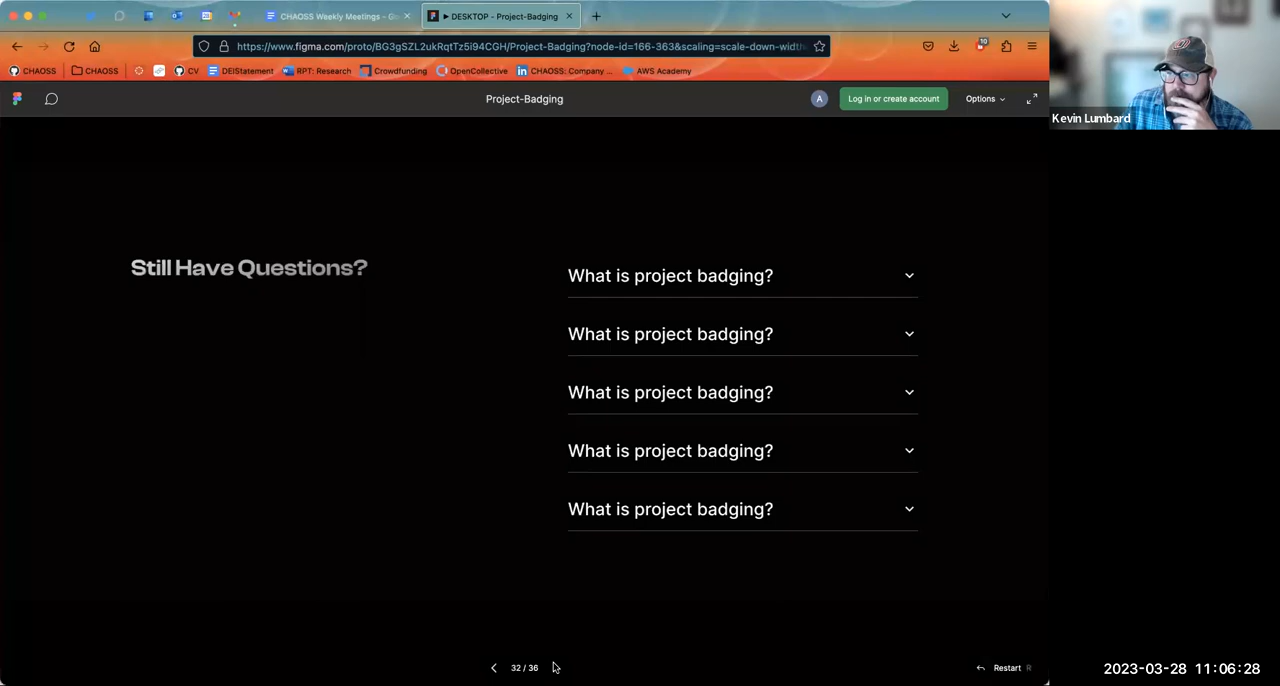 CHAOSS Weekly Meetings - Go
▶ DESKTOP - Project-Badging
https://www.figma.com/proto/BG3gSZL2ukRqtTz5i94CGH/Project-Badging?node-id=166-363&scaling=scale-down-width
10
CHAOSS
CHAOSS
CV
DEIStatement
RPT: Research
Crowdfunding
OpenCollective
CHAOSS: Company ...
AWS Academy
Project-Badging
A
Log in or create account
Options
Kevin Lumbard
Still Have Questions?
What is project badging?
What is project badging?
What is project badging?
What is project badging?
What is project badging?
32 / 36
Restart R
2023-03-28 11:06:28